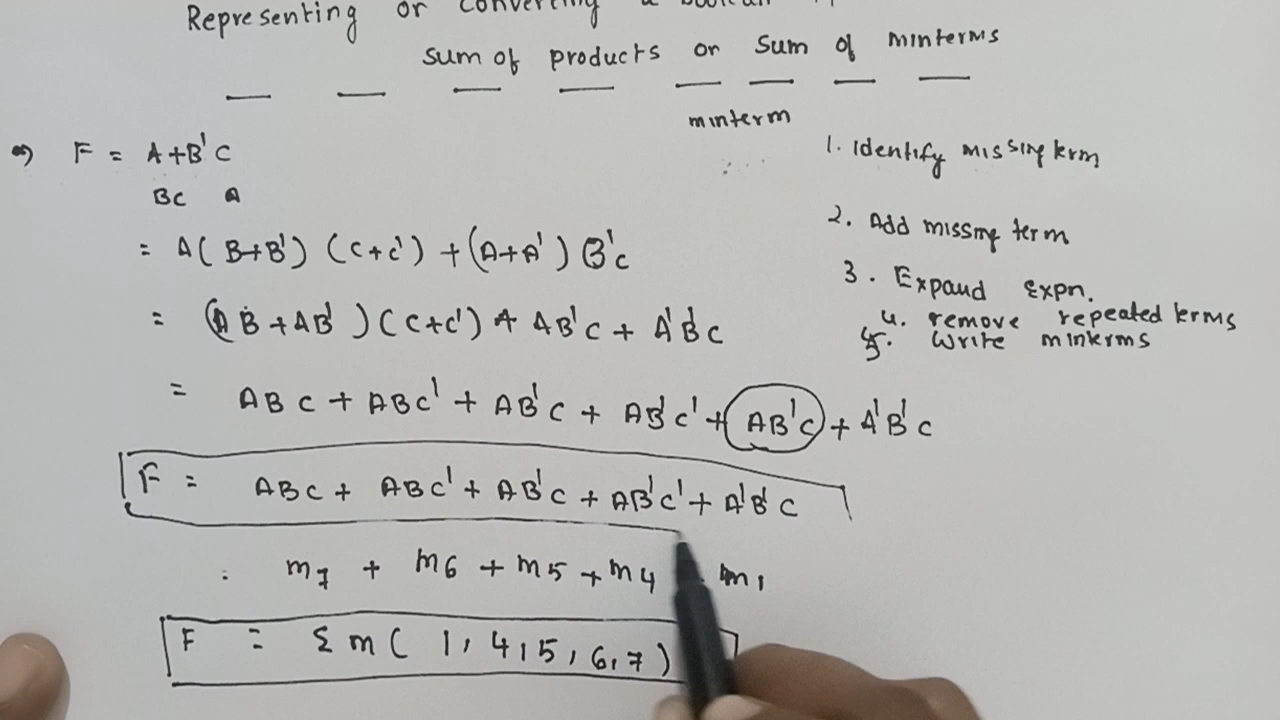 Representing or converting a boolean
sum of products or sum of minterms
minterm
⇒ F = A+B'C
BC A
= A(B+B') (C+C') + (A+A') B'C
= (AB+AB')(C+C') + AB'C + A'B'C
= ABC + ABC' + AB'C + AB'C' + AB'C + A'B'C
F = ABC + ABC' + AB'C + AB'C' + A'B'C
: m7 + m6 + m5 + m4 m1
F = Σm(1,4,5,6,7)
1. Identify missing term
2. Add missing term
3. Expand Expn.
4. remove repeated terms
5. Write minterms